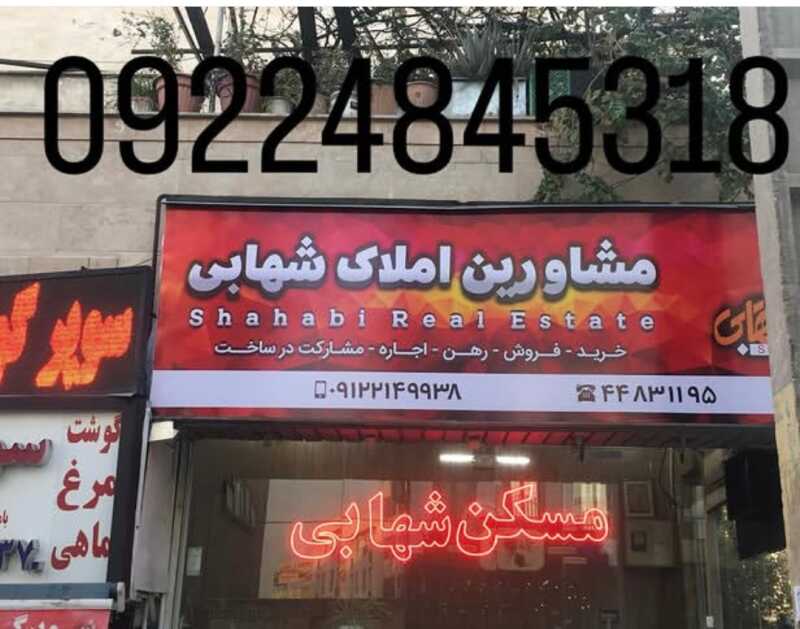 09224845318
مشاورین املاک شهابی
Shahabi Real Estate
خرید - فروش - رهن - اجاره - مشارکت در ساخت
۰۹۱۲۲۱۴۹۹۳۸
۴۴۸۳۱۱۹۵
مسکن شهابی
سوپر
گوشت
مرغ
ماهی